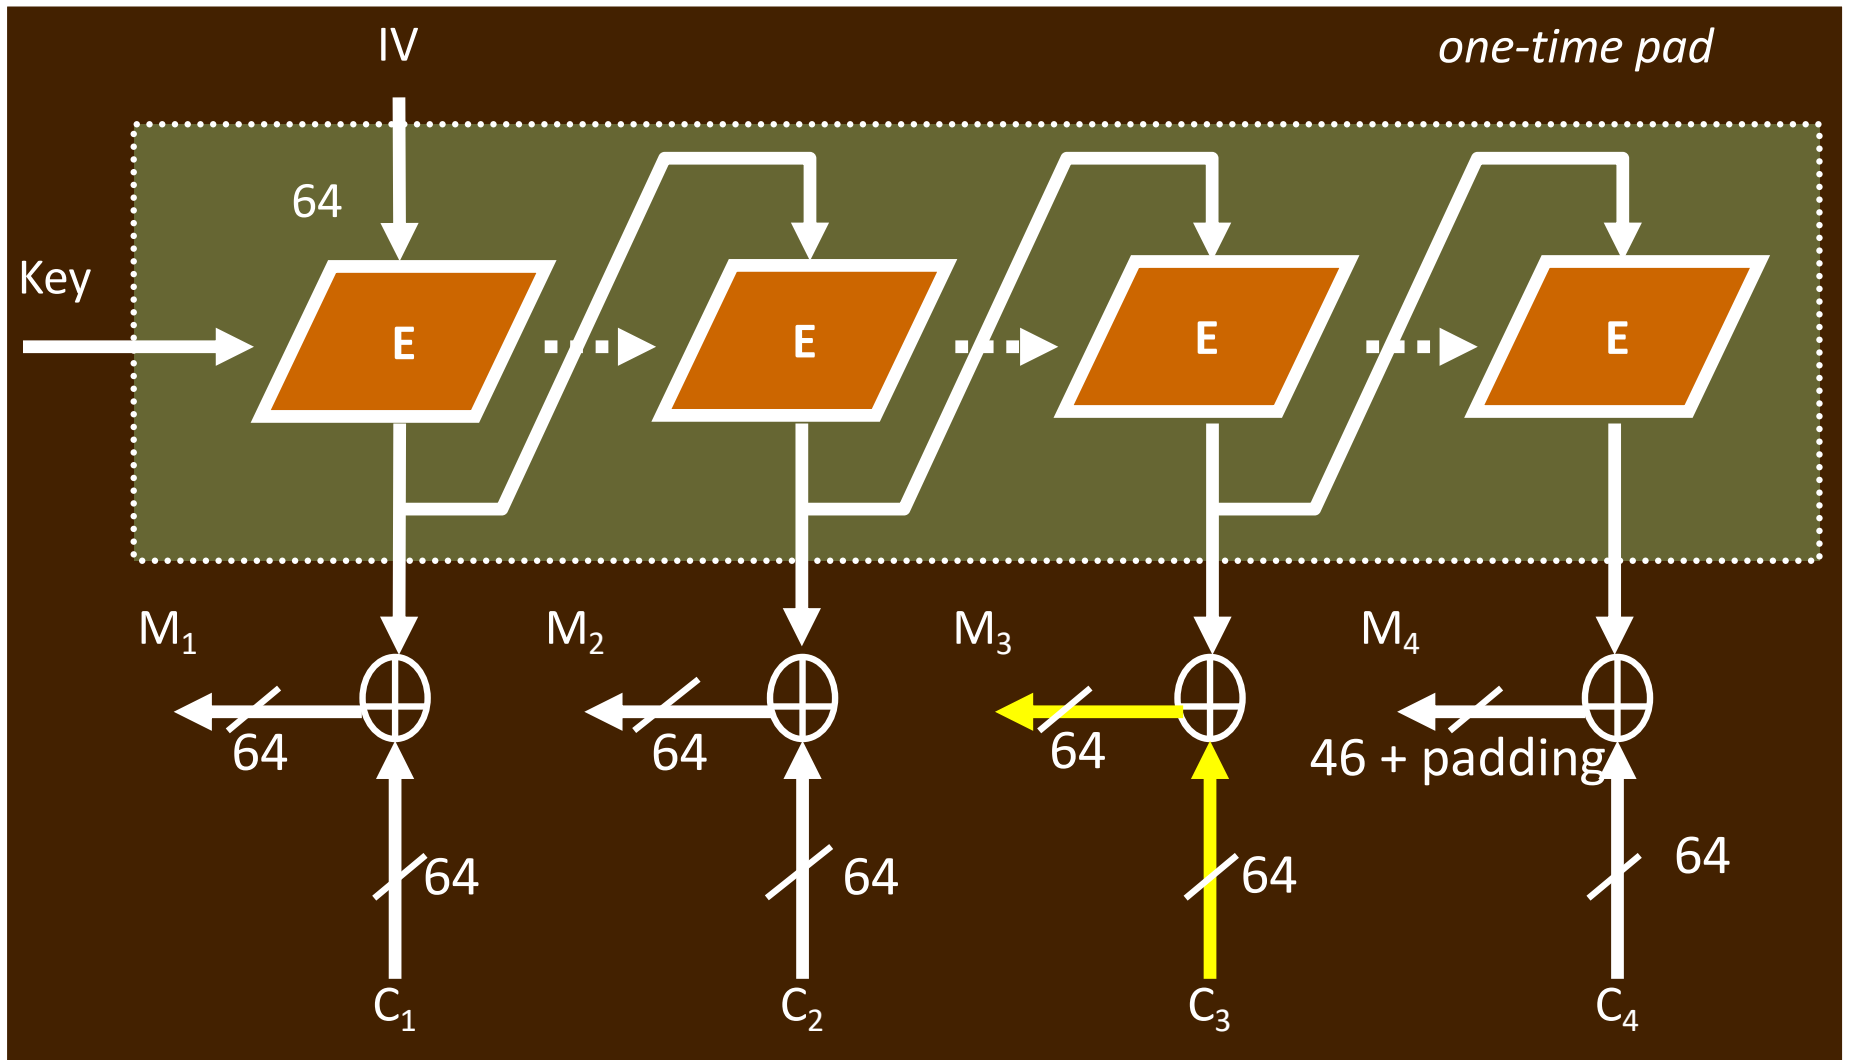 IV
one-time pad
64
Key
E E E E
M₁ M₂ M₃ M₄
64 64 64 46 + padding
64 64 64 64
C₁ C₂ C₃ C₄